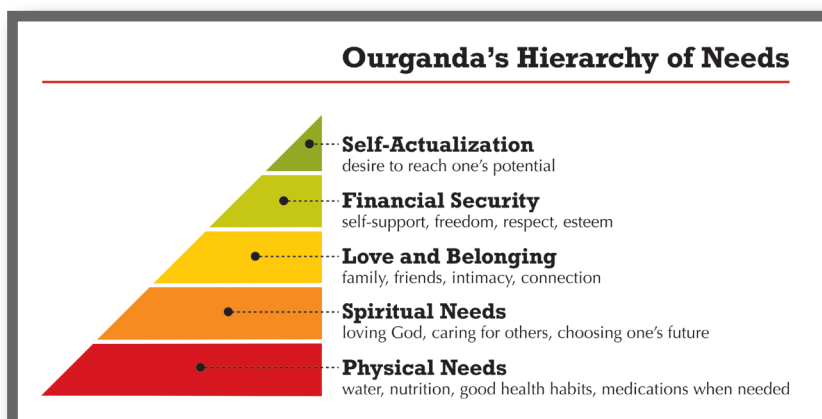 Ourganda’s Hierarchy of Needs
Self-Actualization
desire to reach one’s potential
Financial Security
self-support, freedom, respect, esteem
Love and Belonging
family, friends, intimacy, connection
Spiritual Needs
loving God, caring for others, choosing one’s future
Physical Needs
water, nutrition, good health habits, medications when needed